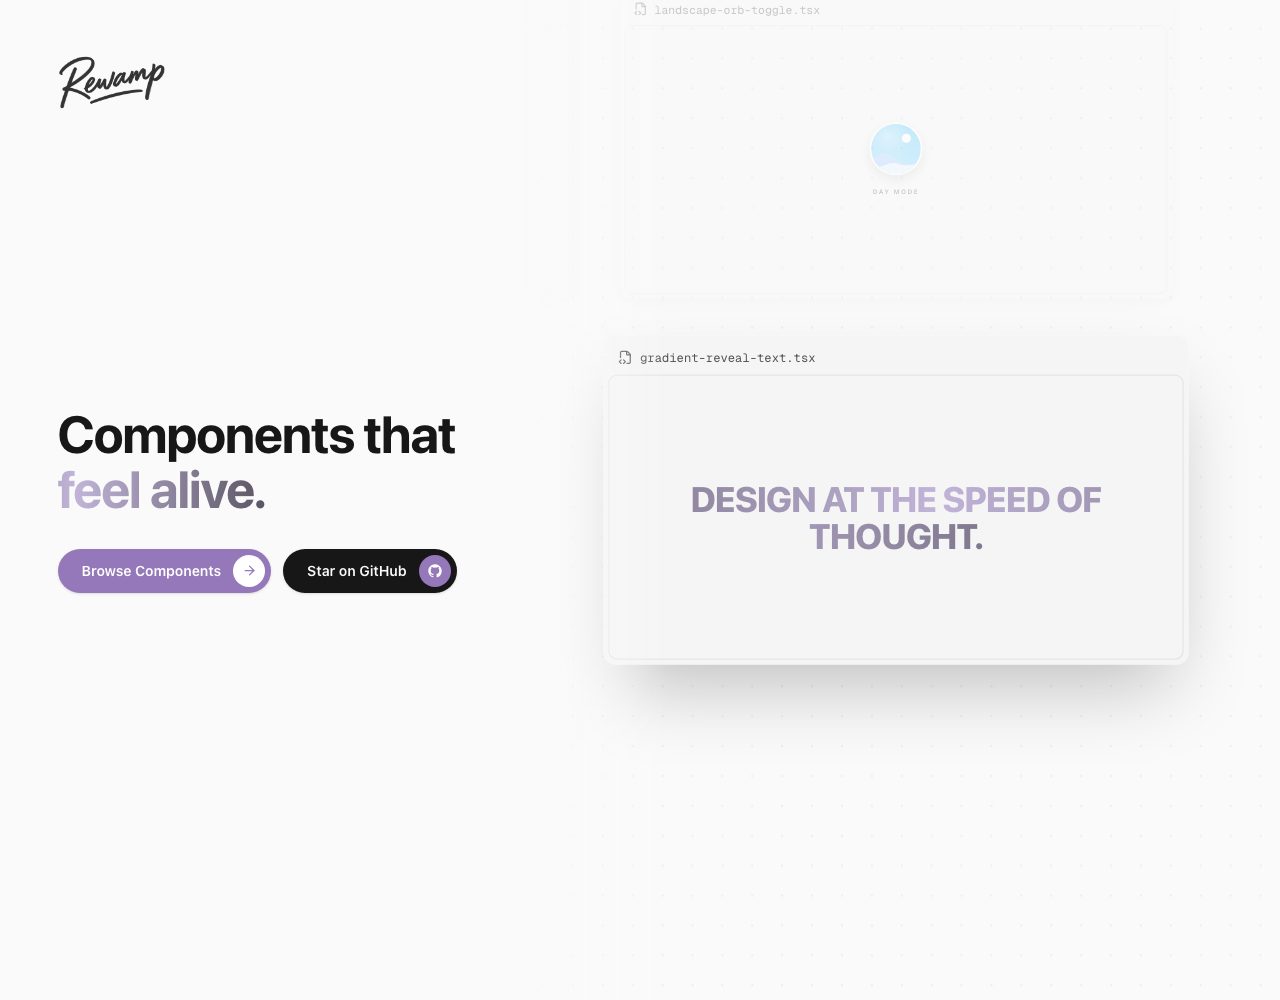 landscape-orb-toggle.tsx
Rewamp
DAY MODE
gradient-reveal-text.tsx
Components that
feel alive.
DESIGN AT THE SPEED OF
THOUGHT.
Browse Components
Star on GitHub